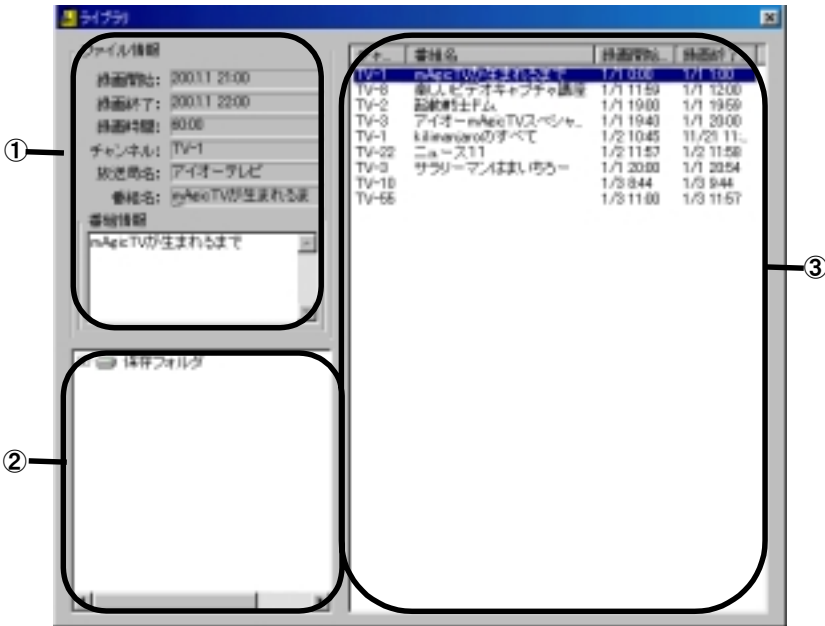 ライブラリ
ファイル情報
録画開始: 2001.1 21:00
録画終了: 2001.1 22:00
録画時間: 60:00
チャンネル: TV-1
放送局名: アイオーテレビ
番組名: mAgicTVが生まれるま
番組情報
mAgicTVが生まれるまで
保存フォルダ
番組名 録画開始... 録画終了
TV-1 mAgicTVが生まれるまで 1/1 0:00 1/1 1:00
TV-8 楽しいビデオキャプチャ講座 1/1 11:59 1/1 12:00
TV-2 戦士ドム 1/1 19:00 1/1 19:59
TV-3 アイオーmAgicTVスペシャ... 1/1 19:40 1/1 20:00
TV-1 kilimanjaroのすべて 1/2 10:45 11/21 11:...
TV-22 ニュース11 1/2 11:57 1/2 11:58
TV-3 サラリーマンはまいちろー 1/1 20:00 1/1 20:54
TV-10 1/3 8:44 1/3 9:44
TV-55 1/3 11:00 1/3 11:57
①
②
③